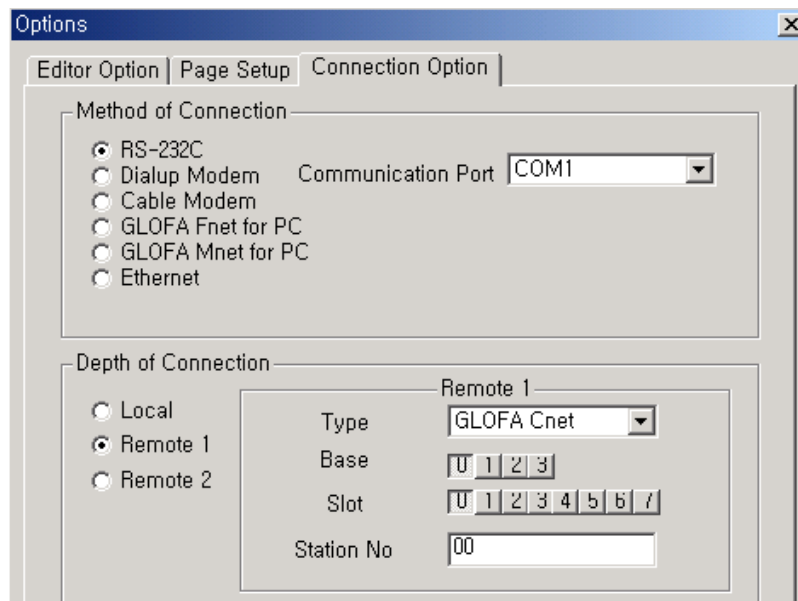 Options
Editor Option Page Setup Connection Option
Method of Connection
RS-232C
Dialup Modem Communication Port COM1
Cable Modem
GLOFA Fnet for PC
GLOFA Mnet for PC
Ethernet
Depth of Connection
Local
Remote 1
Remote 2
Remote 1
Type GLOFA Cnet
Base 0 1 2 3
Slot 0 1 2 3 4 5 6 7
Station No 00